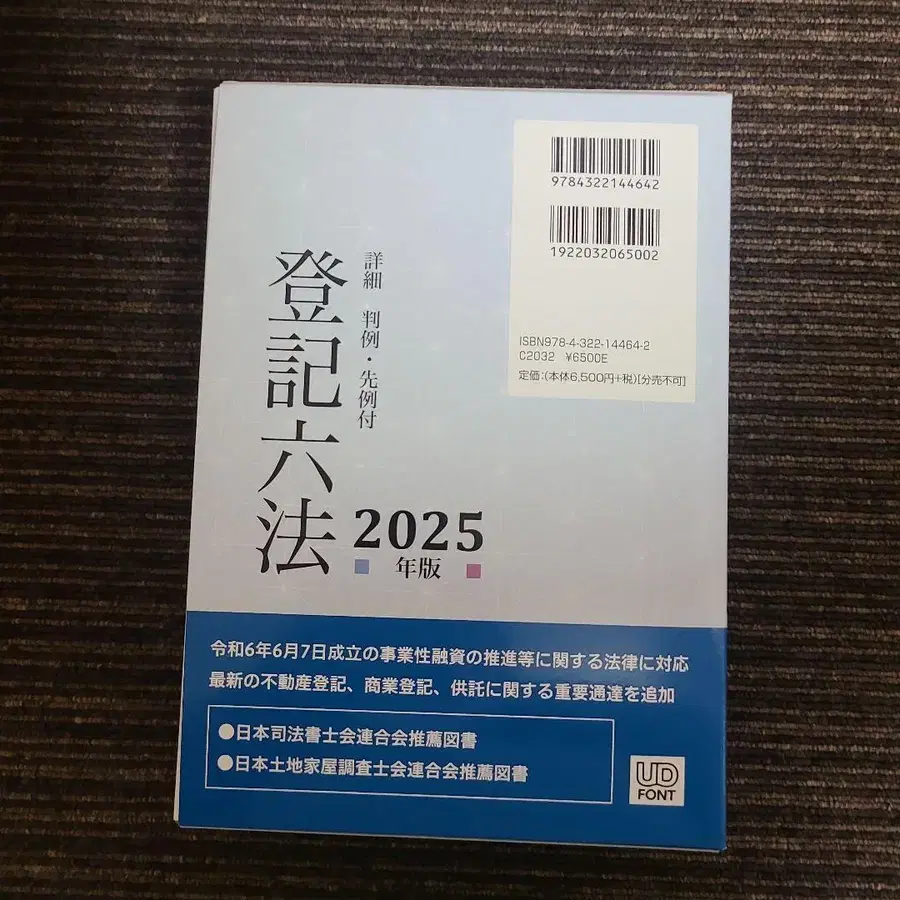 9784322144642
1922032065002
ISBN978-4-322-14464-2
C2032 ¥6500E
定価:(本体6,500円+税)[分売不可]
詳細 判例・先例付
登記六法
2025
年版
令和6年6月7日成立の事業性融資の推進等に関する法律に対応
最新の不動産登記、商業登記、供託に関する重要通達を追加
●日本司法書士会連合会推薦図書
●日本土地家屋調査士会連合会推薦図書
UD
FONT